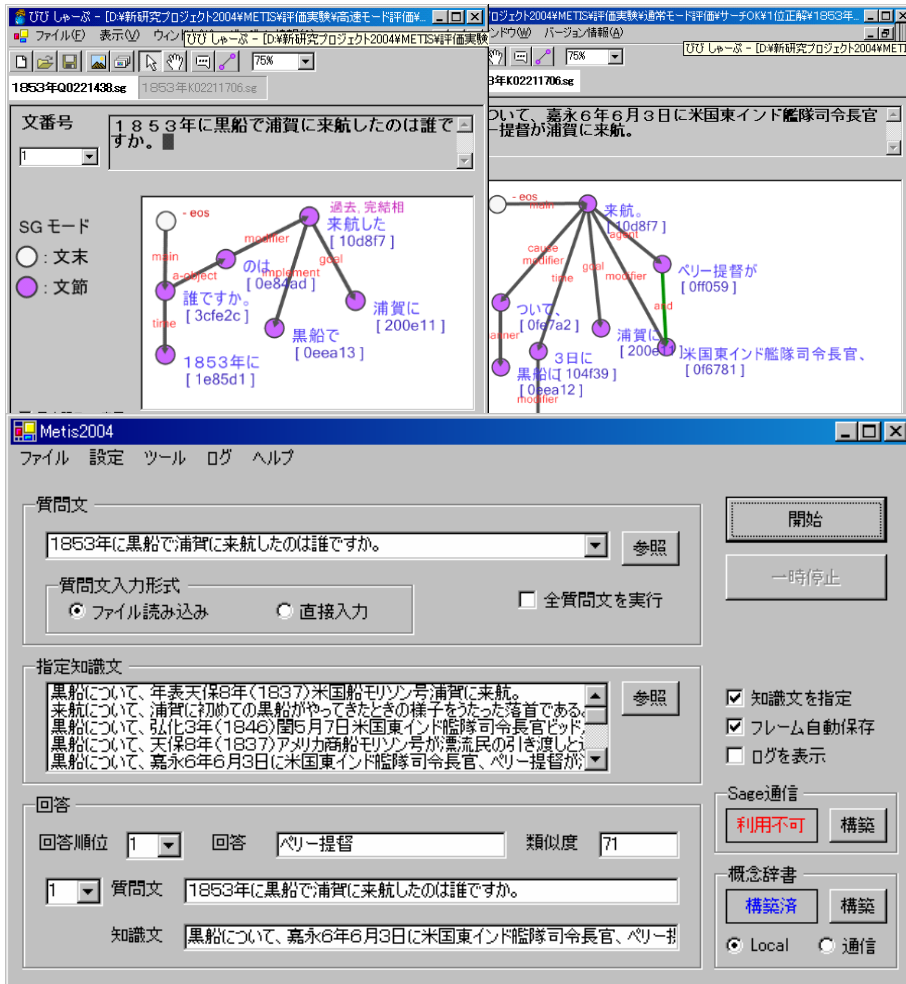 びび しゃーぷ - [D:¥新研究プロジェクト2004¥METIS¥評価実験¥高速モード評価¥...
ファイル(F) 表示(V) ウィンド
びび しゃーぷ - [D:¥新研究プロジェクト2004¥METIS¥評価実験
75%
1853年Q0221438.sg 1853年K02211706.sg
文番号
1
1853年に黒船で浦賀に来航したのは誰で
すか。
SGモード
: 文末
: 文節
- eos
main
過去, 完結相
来航した
[ 10d8f7 ]
modifier
のは
[ 0e84ad ]
a-object
implement
goal
誰ですか。
[ 3cfe2c ]
time
1853年に
[ 1e85d1 ]
黒船で
[ 0eea13 ]
浦賀に
[ 200e11 ]
ロジェクト2004¥METIS¥評価実験¥通常モード評価¥サーチOK¥1位正解¥1853年...
ンドウ(W) バージョン情報(A)
びび しゃーぷ - [D:¥新研究プロジェクト2004¥METI
75%
3年K02211706.sg
ついて、嘉永6年6月3日に米国東インド艦隊司令長官
ー提督が浦賀に来航。
- eos
main
来航。
[ 10d8f7 ]
agent
cause
modifier
time
goal
modifier
ペリー提督が
[ 0ff059 ]
and
ついて、
[ 0fe7a2 ]
anner
浦賀に
[ 200e11 ]
米国東インド艦隊司令長官、
[ 0f6781 ]
3日に
[ 104f39 ]
黒船に
[ 0eea12 ]
modifier
Metis2004
ファイル 設定 ツール ログ ヘルプ
質問文
1853年に黒船で浦賀に来航したのは誰ですか。
参照
質問文入力形式
ファイル読み込み 直接入力
全質問文を実行
開始
一時停止
指定知識文
黒船について、年表天保8年(1837)米国船モリソン号浦賀に来航。
来航について、浦賀に初めての黒船がやってきたときの様子をうたった落首である。
黒船について、弘化3年(1846)閏5月7日米国東インド艦隊司令長官ビッド
黒船について、天保8年(1837)アメリカ商船モリソン号が漂流民の引き渡しと
黒船について、嘉永6年6月3日に米国東インド艦隊司令長官、ペリー提督が
参照
知識文を指定
フレーム自動保存
ログを表示
Sage通信
利用不可 構築
概念辞書
構築済 構築
Local 通信
回答
回答順位 1 回答 ペリー提督 類似度 71
1 質問文 1853年に黒船で浦賀に来航したのは誰ですか。
知識文 黒船について、嘉永6年6月3日に米国東インド艦隊司令長官、ペリー